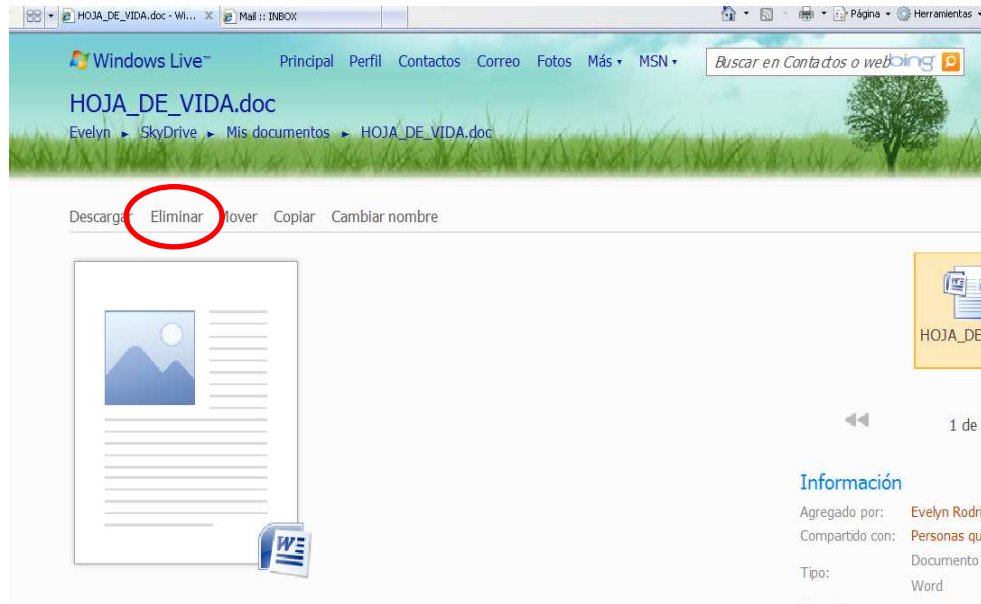 HOJA_DE_VIDA.doc - Wi... Mail :: INBOX Página Herramientas
Windows Live™ Principal Perfil Contactos Correo Fotos Más MSN Buscar en Contactos o web bing
HOJA_DE_VIDA.doc
Evelyn ► SkyDrive ► Mis documentos ► HOJA_DE_VIDA.doc
Descargar Eliminar Mover Copiar Cambiar nombre
HOJA_DE
1 de
Información
Agregado por: Evelyn Rodr
Compartido con: Personas qu
Tipo: Documento
Word